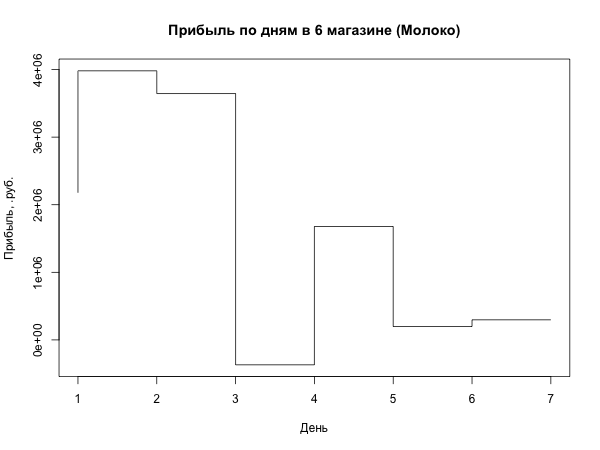 Прибыль по дням в 6 магазине (Молоко)
Прибыль, .руб.
4e+06
3e+06
2e+06
1e+06
0e+00
1 2 3 4 5 6 7
День